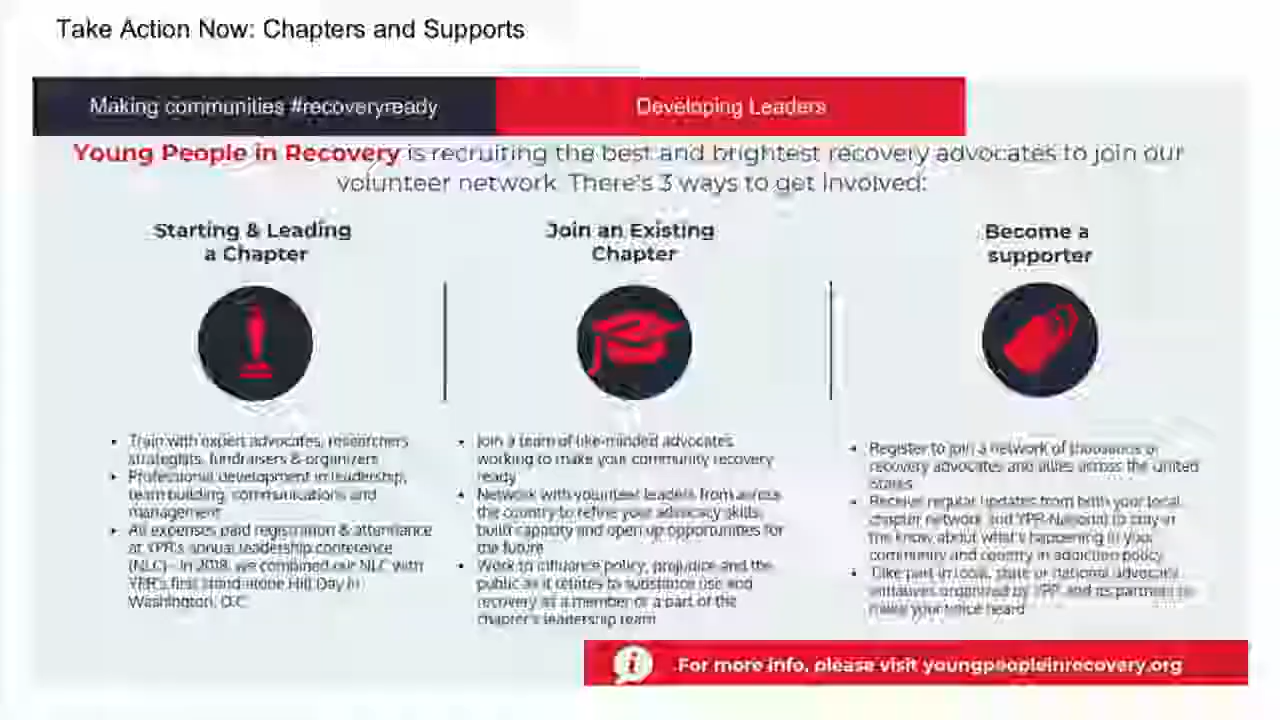 Take Action Now: Chapters and Supports
Making communities #recoveryready
Developing Leaders
Young People in Recovery is recruiting the best and brightest recovery advocates to join our
volunteer network. There's 3 ways to get involved:
Starting & Leading
a Chapter
• Train with expert advocates, researchers
strategists, fundraisers & organizers
• Professional development in leadership,
team building, communications and
management
• All expenses paid registration & attendance
at YPR's annual leadership conference
(NLC) - in 2018, we combined our NLC with
YPR's first stand-alone Hill Day in
Washington, D.C.
Join an Existing
Chapter
• Join a team of like-minded advocates
working to make your community recovery
ready
• Network with volunteer leaders from across
the country to refine your advocacy skills,
build capacity and open up opportunities for
the future
• Work to influence policy, prejudice and the
public as it relates to substance use and
recovery as a member or a part of the
chapter's leadership team
Become a
supporter
• Register to join a network of thousands of
recovery advocates and allies across the United
States
• Receive regular updates from both your local
chapter network and YPR-National to stay in
the know about what's happening in your
community and country in addiction policy
• Take part in local, state or national advocacy
initiatives organized by YPR and its partners to
make your voice heard
For more info, please visit youngpeopleinrecovery.org